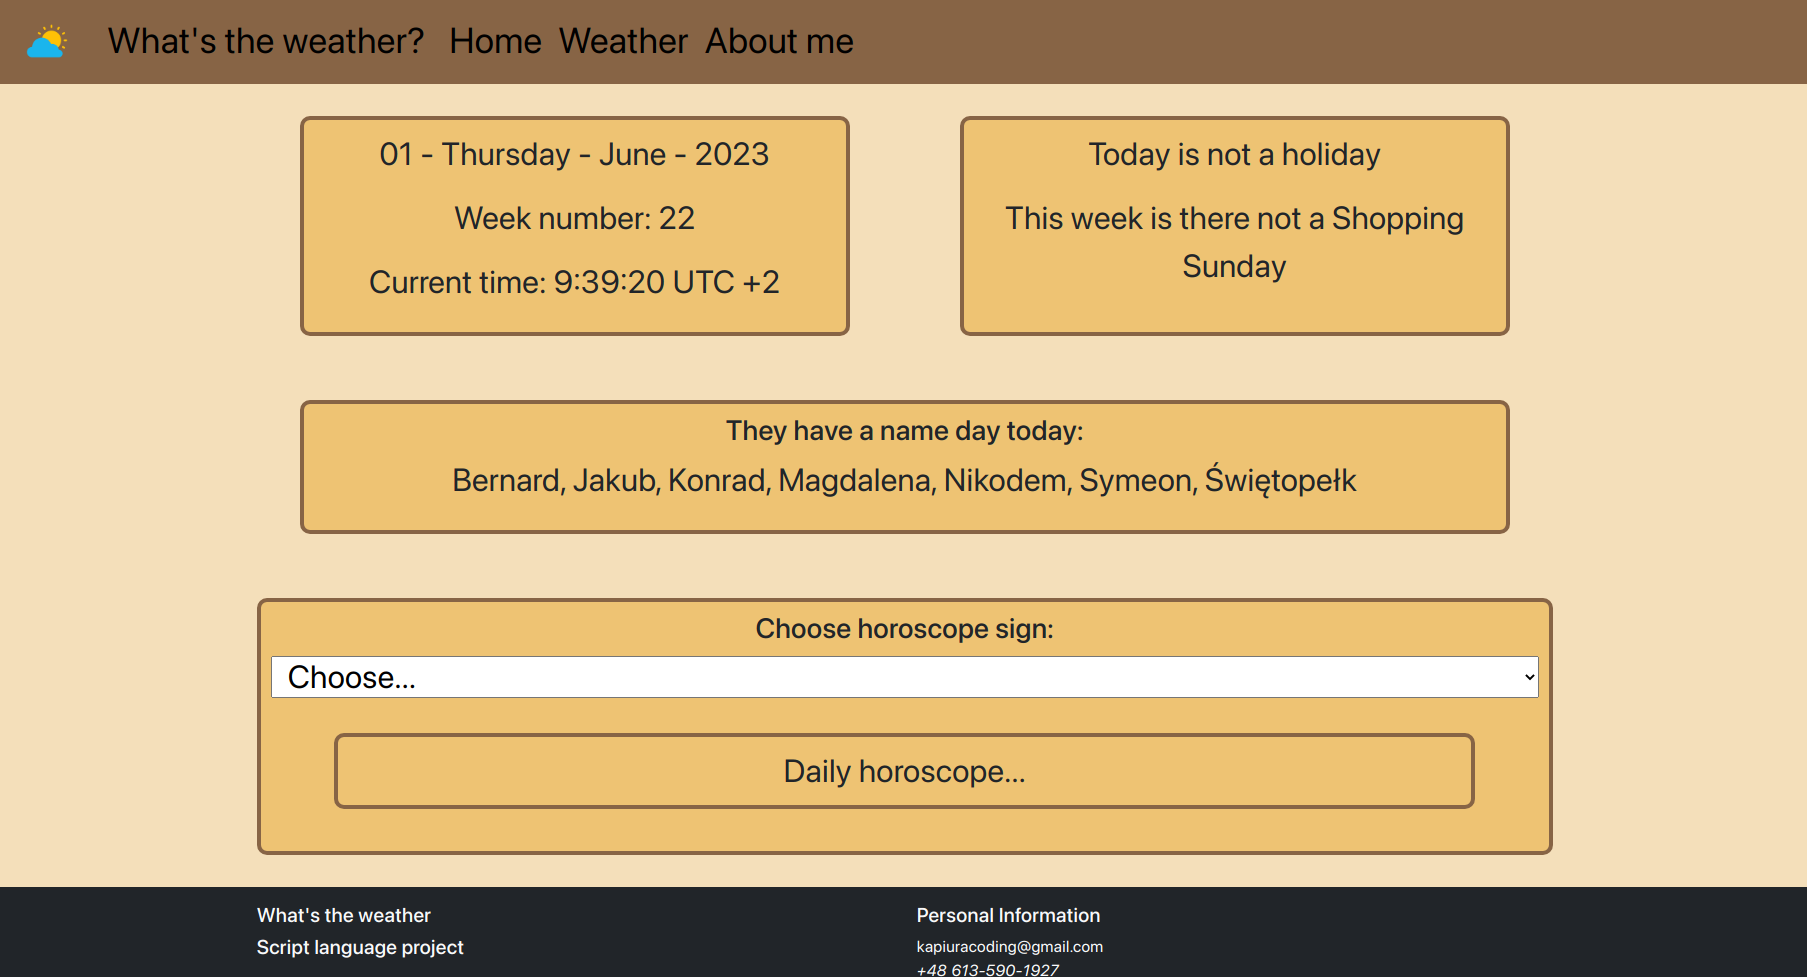 What's the weather? Home Weather About me
01 - Thursday - June - 2023
Week number: 22
Current time: 9:39:20 UTC +2
Today is not a holiday
This week is there not a Shopping
Sunday
They have a name day today:
Bernard, Jakub, Konrad, Magdalena, Nikodem, Symeon, Świętopełk
Choose horoscope sign:
Choose...
Daily horoscope...
What's the weather
Script language project
Personal Information
kapiuracoding@gmail.com
+48 613-590-1927